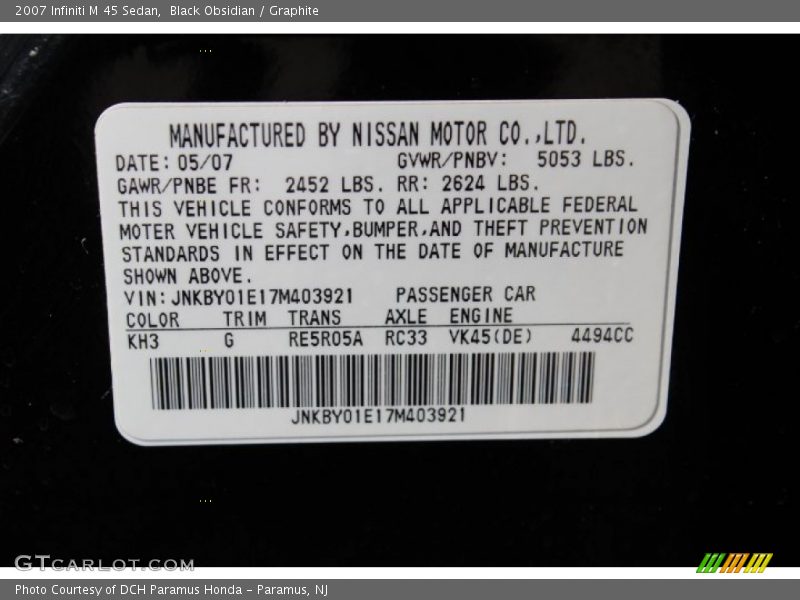 2007 Infiniti M 45 Sedan,  Black Obsidian / Graphite
MANUFACTURED BY NISSAN MOTOR CO.,LTD.
DATE: 05/07 GVWR/PNBV: 5053 LBS.
GAWR/PNBE FR: 2452 LBS. RR: 2624 LBS.
THIS VEHICLE CONFORMS TO ALL APPLICABLE FEDERAL
MOTER VEHICLE SAFETY,BUMPER,AND THEFT PREVENTION
STANDARDS IN EFFECT ON THE DATE OF MANUFACTURE
SHOWN ABOVE.
VIN: JNKBY01E17M403921 PASSENGER CAR
COLOR TRIM TRANS AXLE ENGINE
KH3 G RE5R05A RC33 VK45(DE) 4494CC
JNKBY01E17M403921
GTCARLOT.COM
Photo Courtesy of DCH Paramus Honda - Paramus, NJ